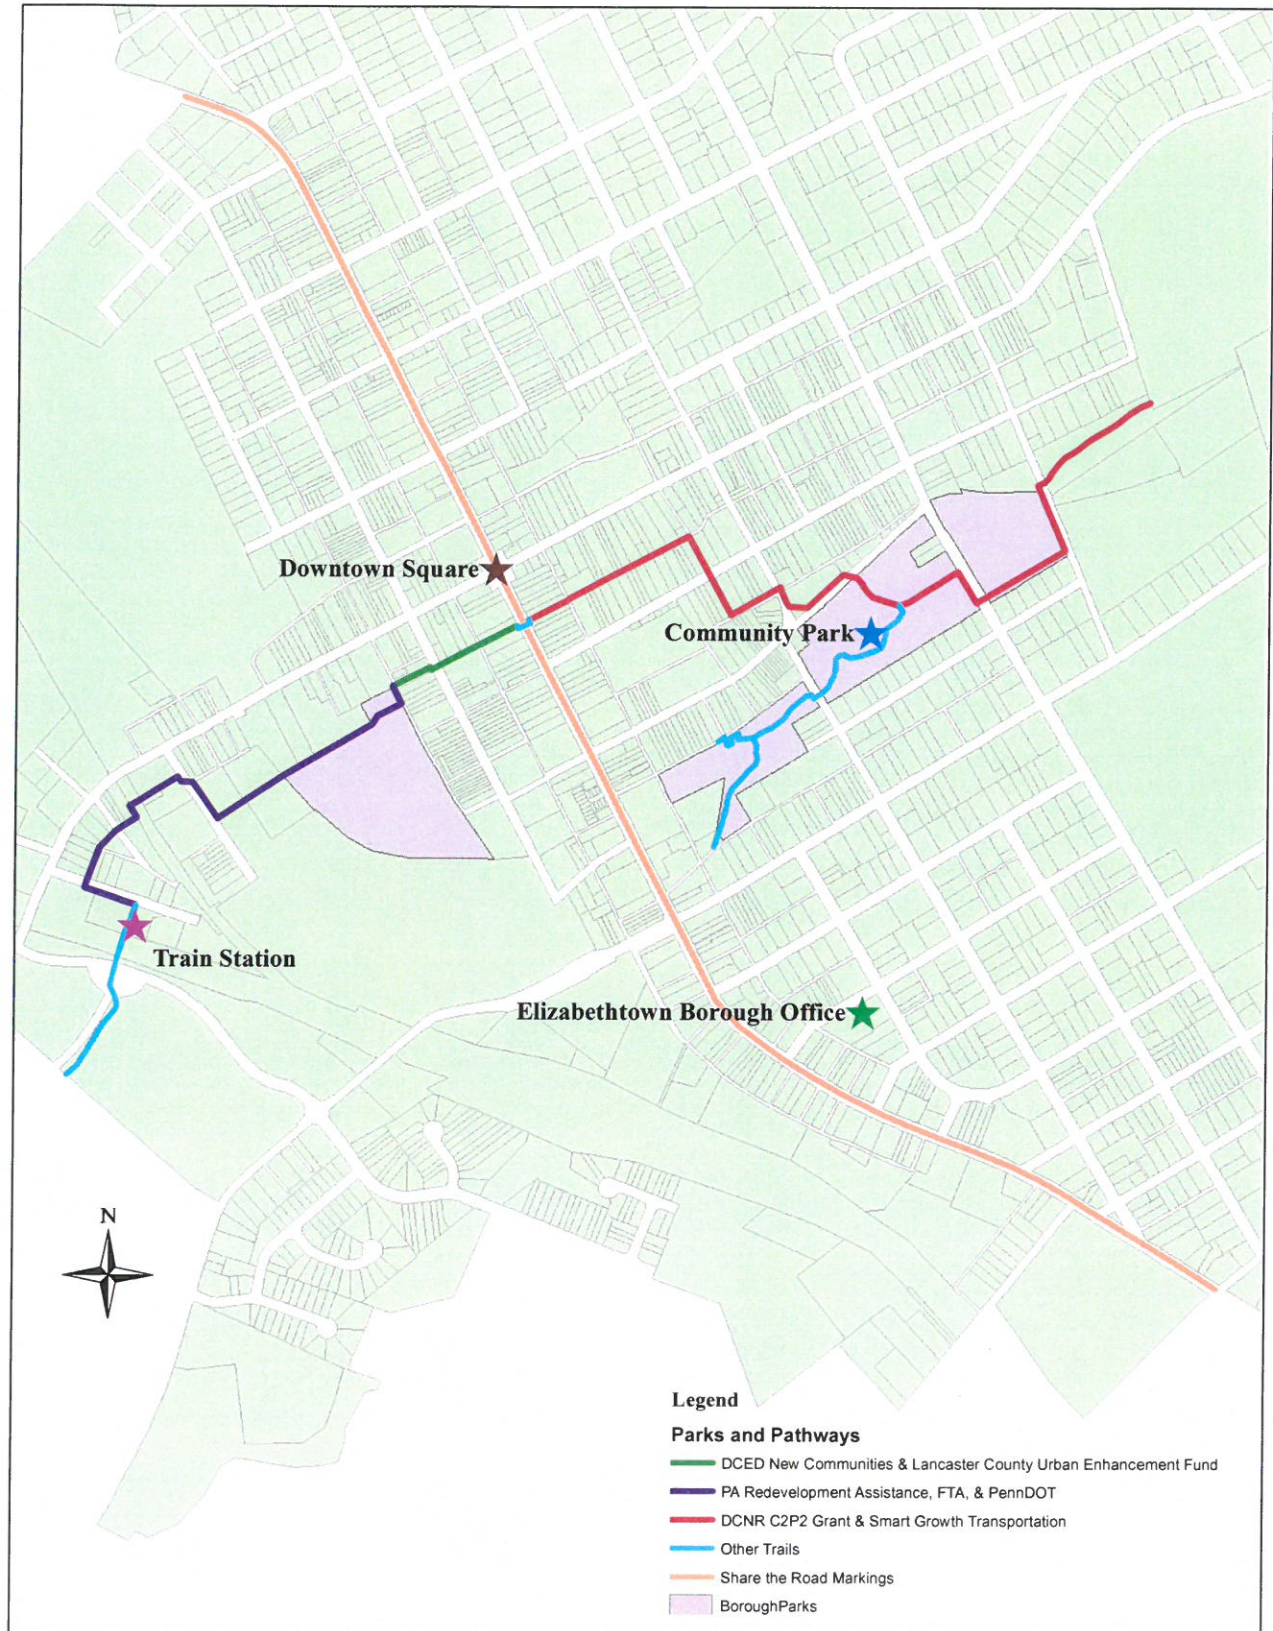 Downtown Square
Community Park
Train Station
Elizabethtown Borough Office
N
Legend
Parks and Pathways
DCED New Communities & Lancaster County Urban Enhancement Fund
PA Redevelopment Assistance, FTA, & PennDOT
DCNR C2P2 Grant & Smart Growth Transportation
Other Trails
Share the Road Markings
BoroughParks